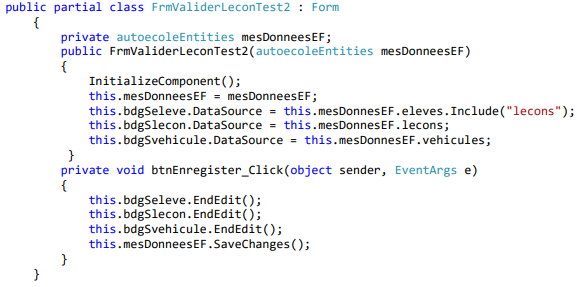 public partial class FrmValiderLeconTest2 : Form
{
private autoecoleEntities mesDonneesEF;
public FrmValiderLeconTest2(autoecoleEntities mesDonneesEF)
{
InitializeComponent();
this.mesDonneesEF = mesDonneesEF;
this.bdgSeleve.DataSource = this.mesDonnesEF.eleves.Include("lecons");
this.bdgSlecon.DataSource = this.mesDonnesEF.lecons;
this.bdgSvehicule.DataSource = this.mesDonnesEF.vehicules;
}
private void btnEnregister_Click(object sender, EventArgs e)
{
this.bdgSeleve.EndEdit();
this.bdgSlecon.EndEdit();
this.bdgSvehicule.EndEdit();
this.mesDonneesEF.SaveChanges();
}
}